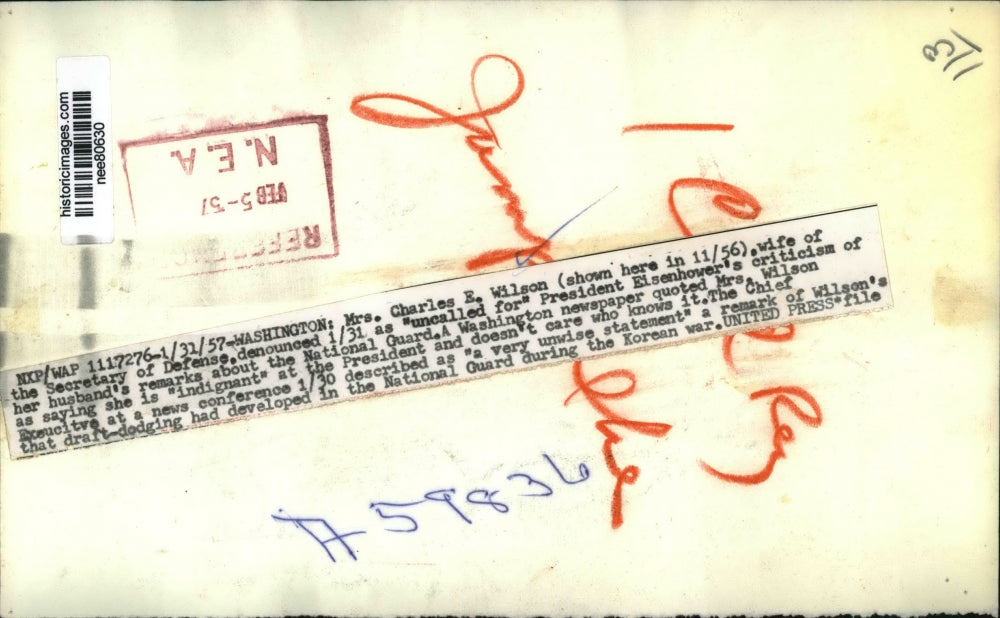 historicimages.com
nee80630
N.E.A.
FEB 5-57
3/1
NXP/WAP 1117276-1/31/57-WASHINGTON: Mrs. Charles E. Wilson (shown here in 11/56),wife of
the Secretary of Defense,denounced 1/31 as "uncalled for" President Eisenhower's criticism of
her husband's remarks about the National Guard.A Washington newspaper quoted Mrs. Wilson
as saying she is "indignant" at the President and doesn't care who knows it.The Chief
Exeucitve at a news conference 1/30 described as "a very unwise statement" a remark of Wilson's
that draft-dodging had developed in the National Guard during the Korean war.UNITED PRESS*file
A59836